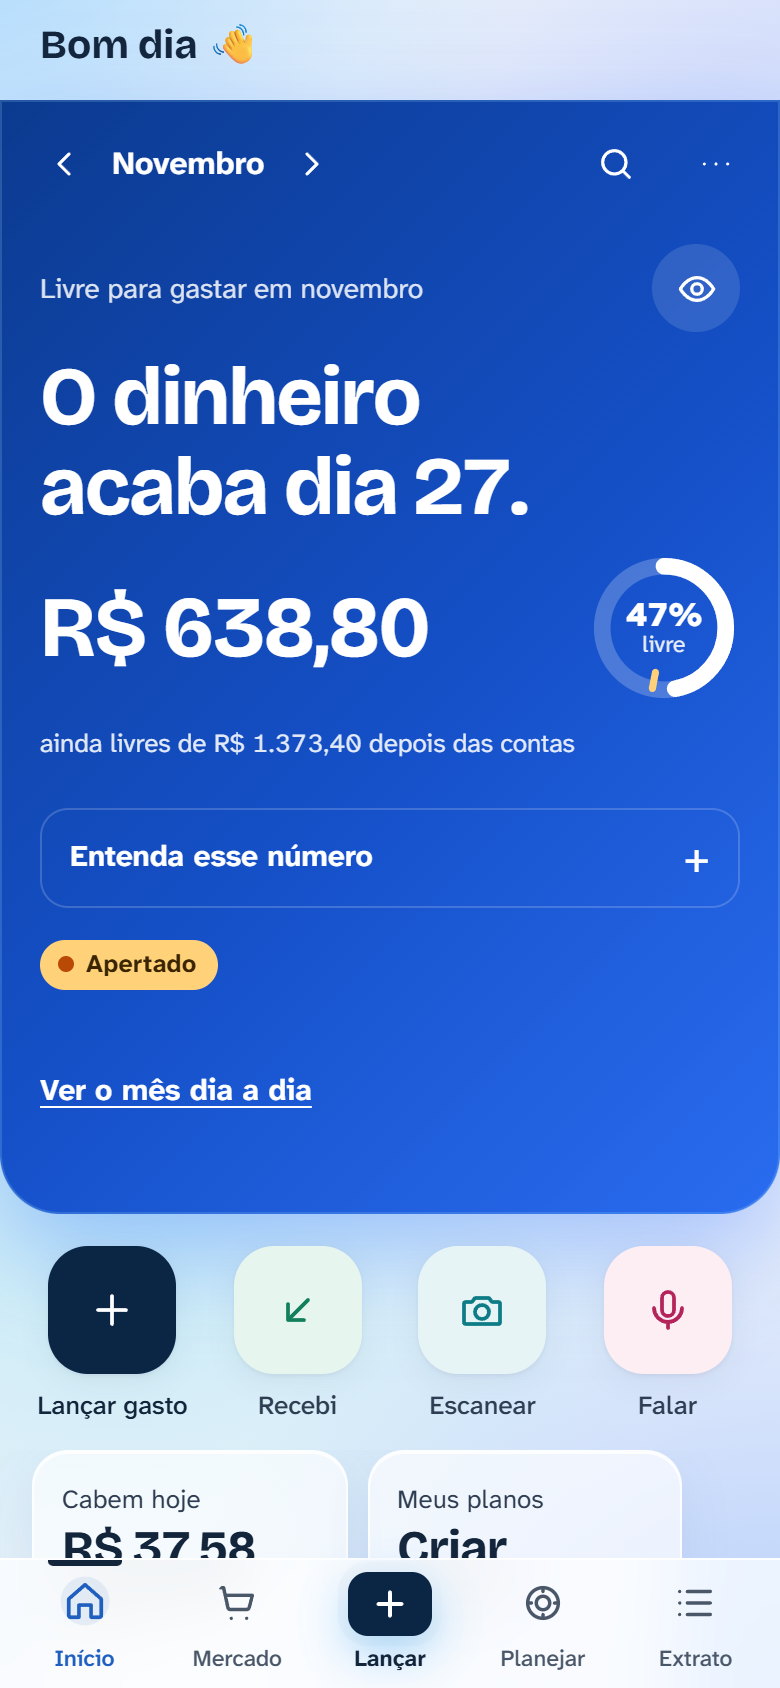 Bom dia 👋
Novembro
Livre para gastar em novembro
O dinheiro
acaba dia 27.
R$ 638,80
47%
livre
ainda livres de R$ 1.373,40 depois das contas
Entenda esse número
Apertado
Ver o mês dia a dia
Lançar gasto
Recebi
Escanear
Falar
Cabem hoje
Meus planos
R$ 37,58
Criar
Início
Mercado
Lançar
Planejar
Extrato